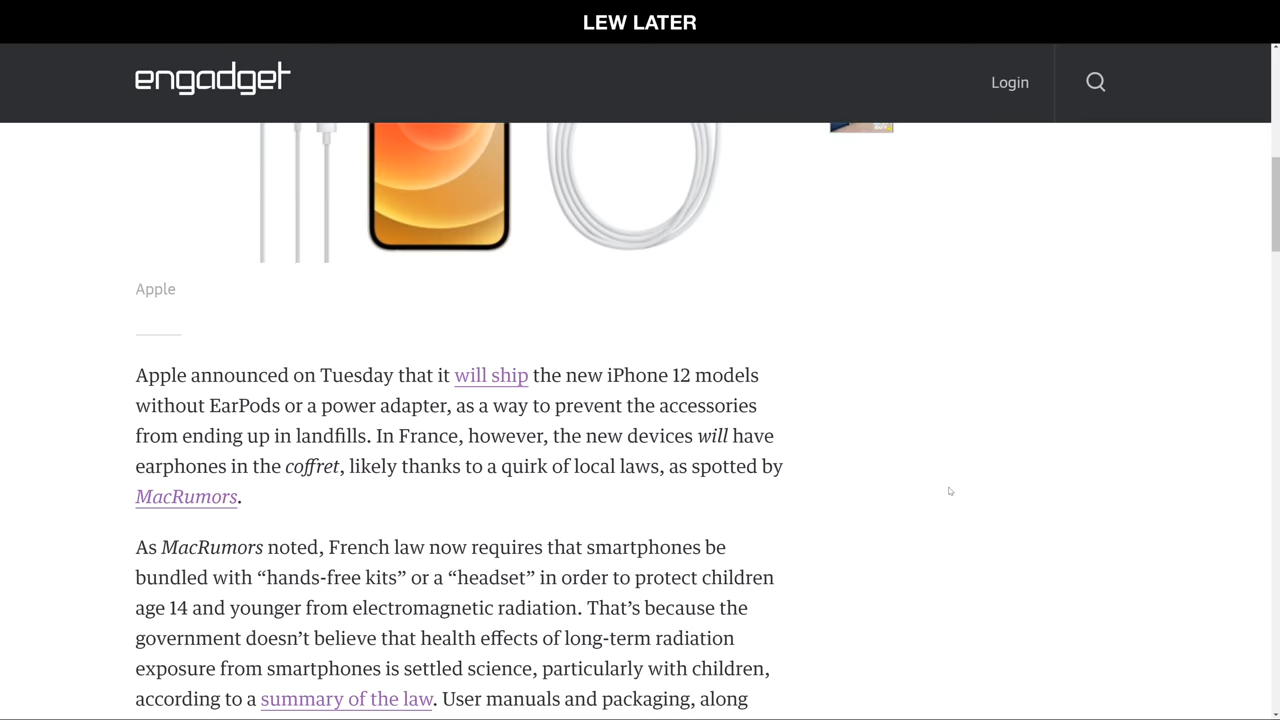 LEW LATER
engadget
Login
Apple
Apple announced on Tuesday that it will ship the new iPhone 12 models
without EarPods or a power adapter, as a way to prevent the accessories
from ending up in landfills. In France, however, the new devices will have
earphones in the coffret, likely thanks to a quirk of local laws, as spotted by
MacRumors.
As MacRumors noted, French law now requires that smartphones be
bundled with “hands-free kits” or a “headset” in order to protect children
age 14 and younger from electromagnetic radiation. That’s because the
government doesn’t believe that health effects of long-term radiation
exposure from smartphones is settled science, particularly with children,
according to a summary of the law. User manuals and packaging, along